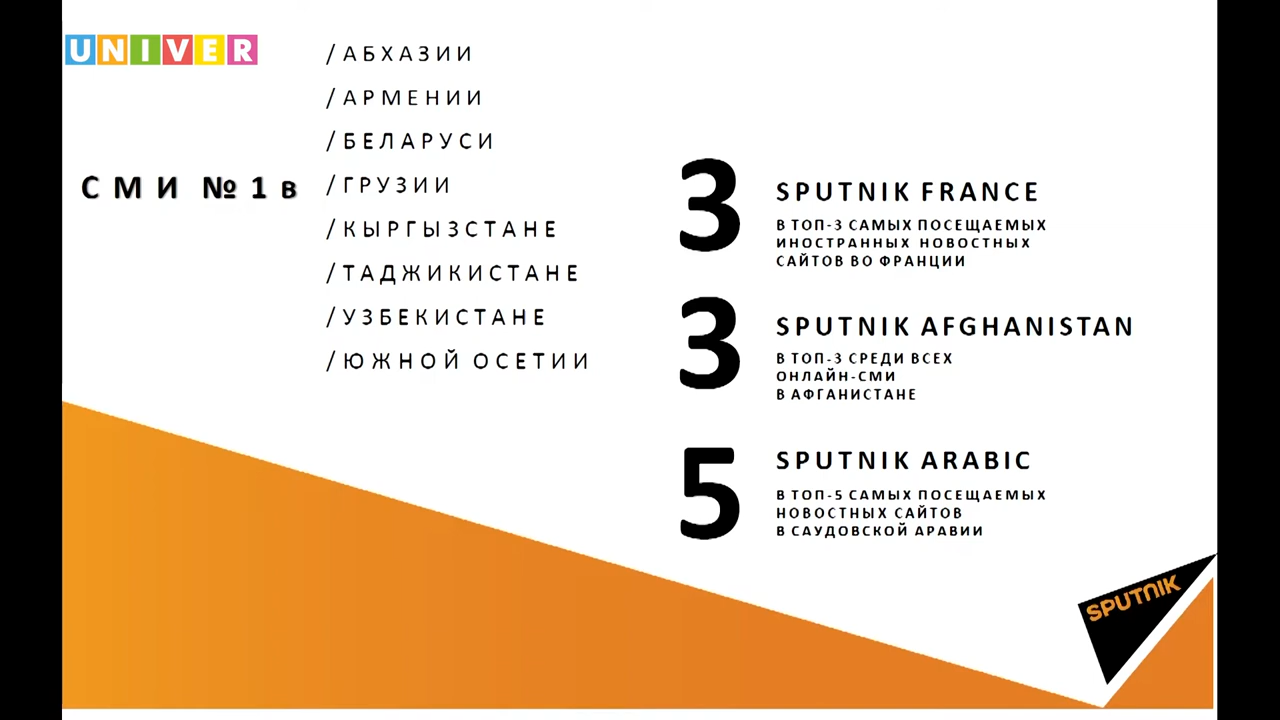 UNIVER
СМИ №1 в
/АБХАЗИИ
/АРМЕНИИ
/БЕЛАРУСИ
/ГРУЗИИ
/КЫРГЫЗСТАНЕ
/ТАДЖИКИСТАНЕ
/УЗБЕКИСТАНЕ
/ЮЖНОЙ ОСЕТИИ
3
SPUTNIK FRANCE
В ТОП-3 САМЫХ ПОСЕЩАЕМЫХ
ИНОСТРАННЫХ НОВОСТНЫХ
САЙТОВ ВО ФРАНЦИИ
3
SPUTNIK AFGHANISTAN
В ТОП-3 СРЕДИ ВСЕХ
ОНЛАЙН-СМИ
В АФГАНИСТАНЕ
5
SPUTNIK ARABIC
В ТОП-5 САМЫХ ПОСЕЩАЕМЫХ
НОВОСТНЫХ САЙТОВ
В САУДОВСКОЙ АРАВИИ
SPUTNIK